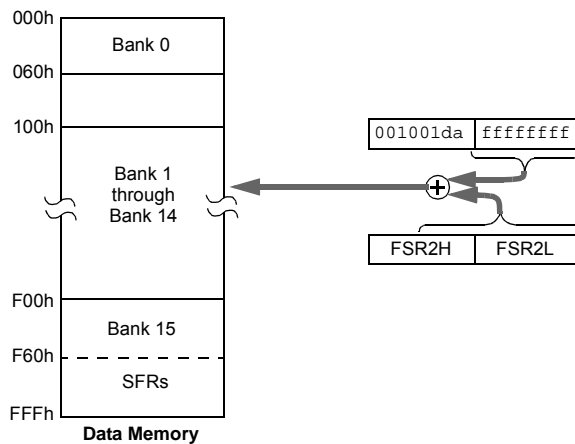 000h
Bank 0
060h
100h
001001da ffffffff
Bank 1
through
Bank 14
FSR2H FSR2L
F00h
Bank 15
F60h
SFRs
FFFh
Data Memory